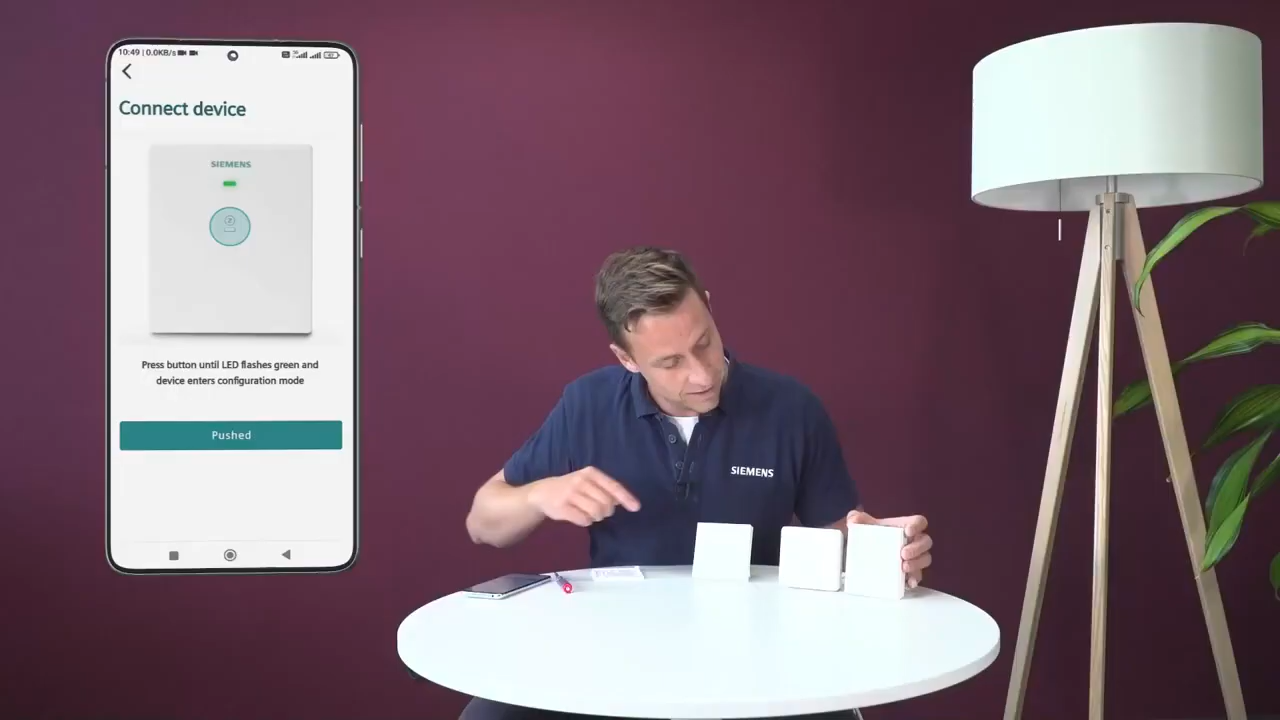 10:49 | 0.0KB/s
Connect device
SIEMENS
Press button until LED flashes green and
device enters configuration mode
Pushed
SIEMENS